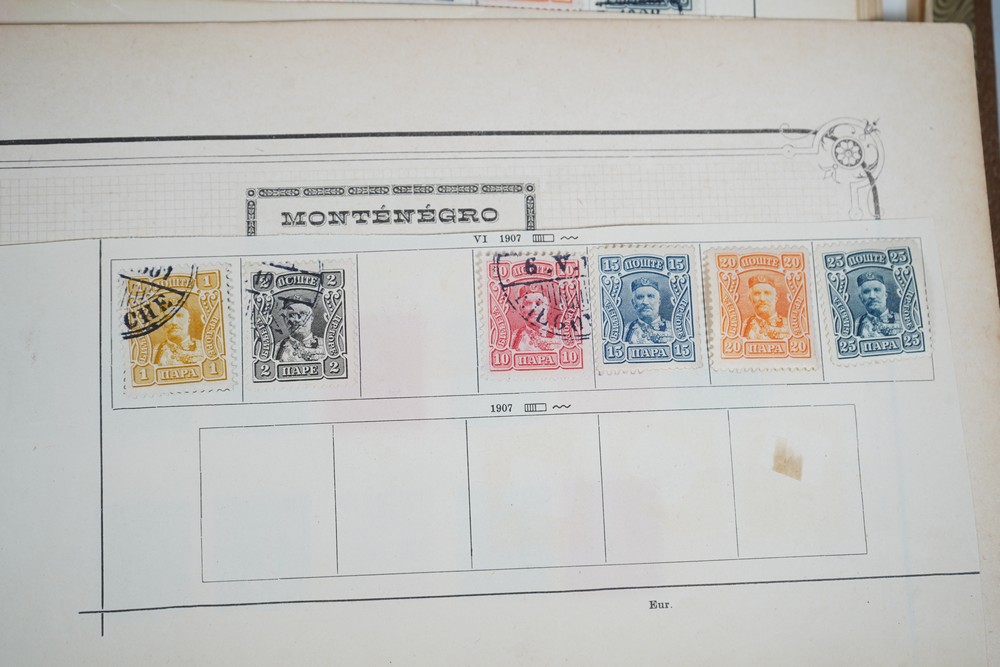 MONTÉNÉGRO
VI 1907
1 ПОШТЕ 1
1 ПАРА 1
2 ПОШТЕ 2
2 ПАРЕ 2
10 ПАРА 10
15 ПОШТЕ 15
15 ПАРА 15
20 ПОШТЕ 20
20 ПАРА 20
25 ПОШТЕ 25
25 ПАРА 25
1907
Eur.